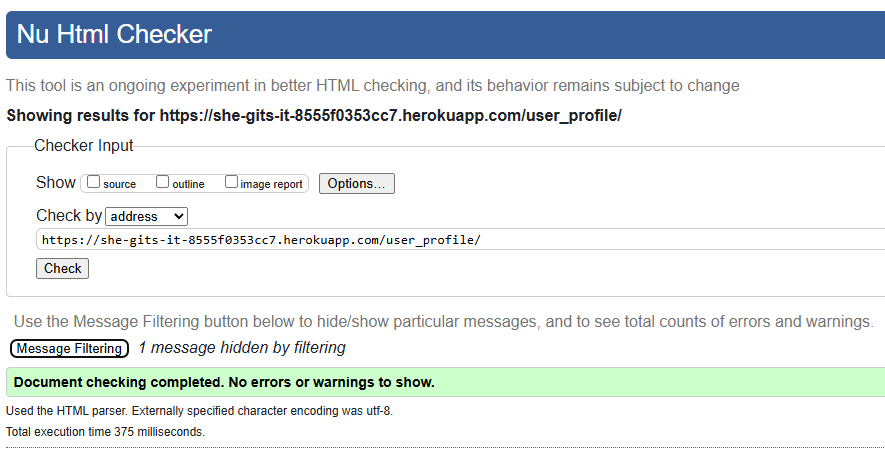 Nu Html Checker
This tool is an ongoing experiment in better HTML checking, and its behavior remains subject to change
Showing results for https://she-gits-it-8555f0353cc7.herokuapp.com/user_profile/
Checker Input
Show source outline image report Options...
Check by address
https://she-gits-it-8555f0353cc7.herokuapp.com/user_profile/
Check
Use the Message Filtering button below to hide/show particular messages, and to see total counts of errors and warnings.
Message Filtering 1 message hidden by filtering
Document checking completed. No errors or warnings to show.
Used the HTML parser. Externally specified character encoding was utf-8.
Total execution time 375 milliseconds.